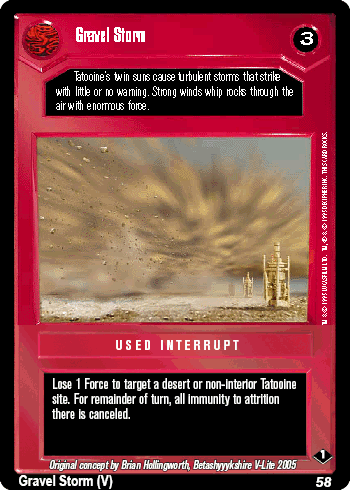 Gravel Storm
3
Tatooine's twin suns cause turbulent storms that strike
with little or no warning. Strong winds whip rocks through the
air with enormous force.
USED INTERRUPT
Lose 1 Force to target a desert or non-interior Tatooine
site. For remainder of turn, all immunity to attrition
there is canceled.
1
Original concept by Brian Hollingworth, Betashyyykshire V-Lite 2005
Gravel Storm (V)
58